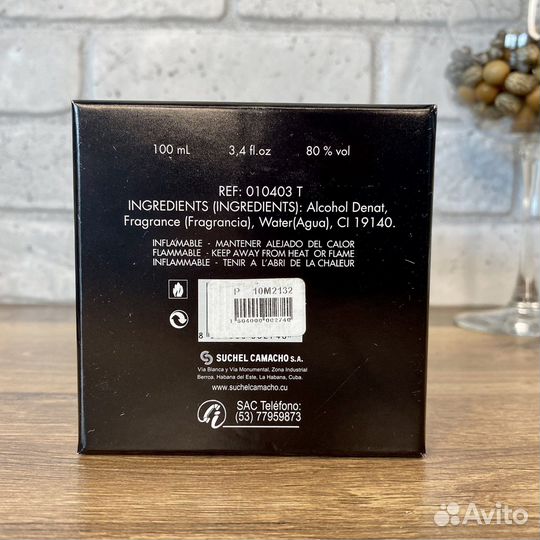 100 mL 3,4 fl.oz 80 % vol
REF: 010403 T
INGREDIENTS (INGREDIENTS): Alcohol Denat,
Fragrance (Fragrancia), Water(Agua), CI 19140.
INFLAMABLE - MANTENER ALEJADO DEL CALOR
FLAMMABLE - KEEP AWAY FROM HEAT OR FLAME
INFLAMMABLE - TENIR A L'ABRI DE LA CHALEUR
P 10M2132
SUCHEL CAMACHO S.A.
Vía Blanca y Vía Monumental, Zona Industrial
Berroa, Habana del Este, La Habana, Cuba.
www.suchelcamacho.cu
SAC Teléfono:
(53) 77959873
Avito